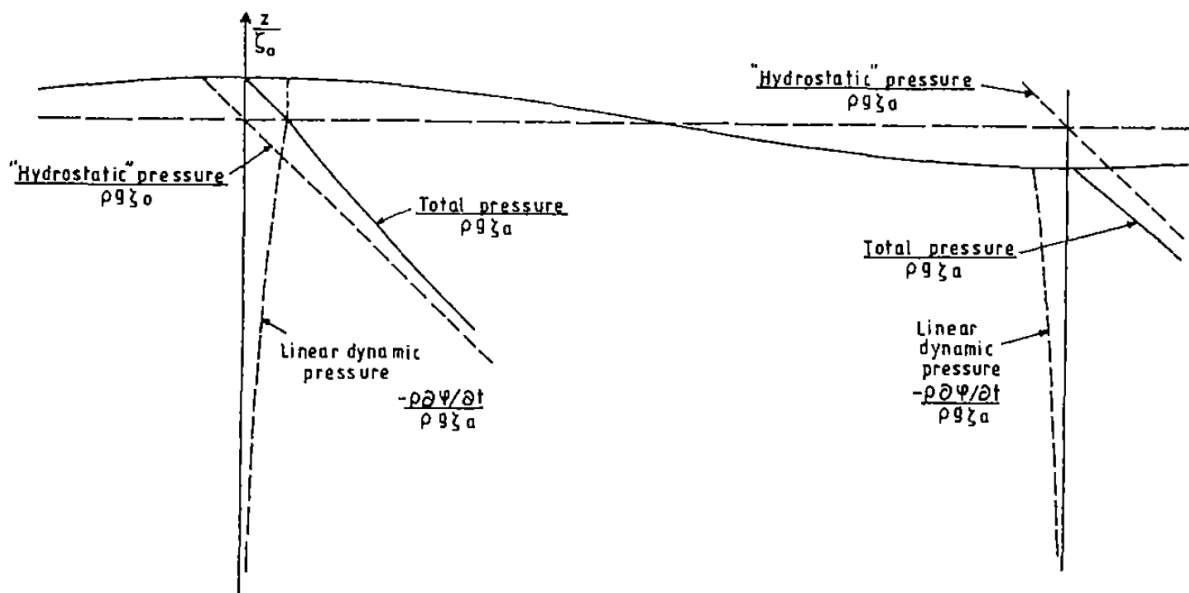 z
ζa
"Hydrostatic" pressure
ρgζa
"Hydrostatic" pressure
ρgζo
Total pressure
ρgζa
Total pressure
ρgζa
Linear dynamic
pressure
-ρ∂φ/∂t
ρgζa
Linear
dynamic
pressure
-ρ∂φ/∂t
ρgζa